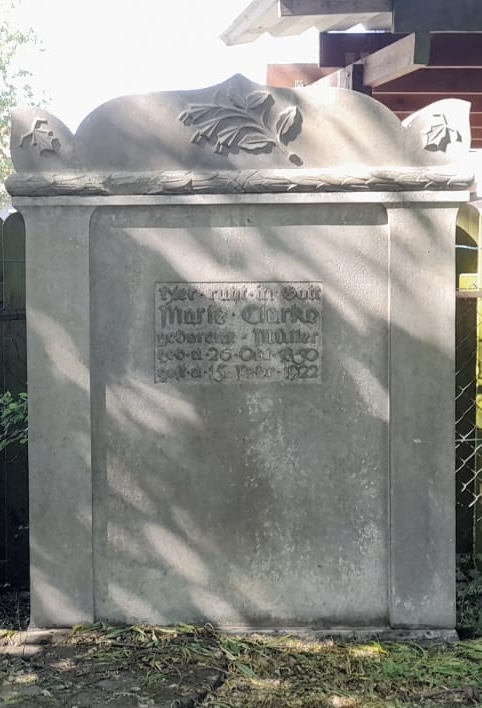 Hier · ruht · in · Gott
Marie · Clarke
geborene · Müller
geb · d · 26 · Okt · 1850
gest · d · 15 · Febr · 1922